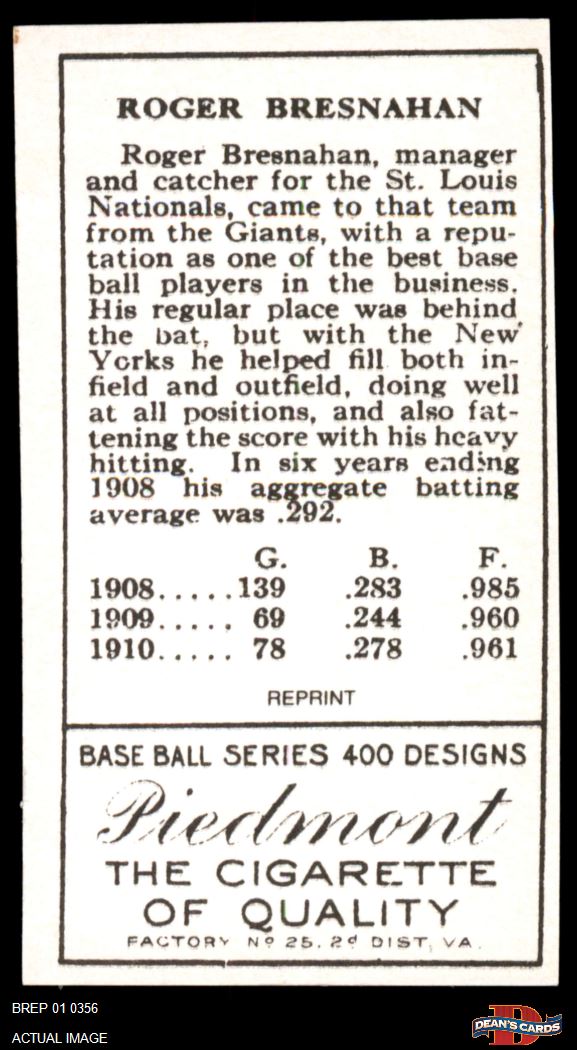 ROGER BRESNAHAN
Roger Bresnahan, manager
and catcher for the St. Louis
Nationals, came to that team
from the Giants, with a repu-
tation as one of the best base
ball players in the business.
His regular place was behind
the bat, but with the New
Yorks he helped fill both in-
field and outfield, doing well
at all positions, and also fat-
tening the score with his heavy
hitting. In six years ending
1908 his aggregate batting
average was .292.
G. B. F.
1908.....139 .283 .985
1909..... 69 .244 .960
1910..... 78 .278 .961
REPRINT
BASE BALL SERIES 400 DESIGNS
Piedmont
THE CIGARETTE
OF QUALITY
FACTORY Nº 25. 2d DIST, VA.
BREP 01 0356
ACTUAL IMAGE
D
DEAN'S CARDS